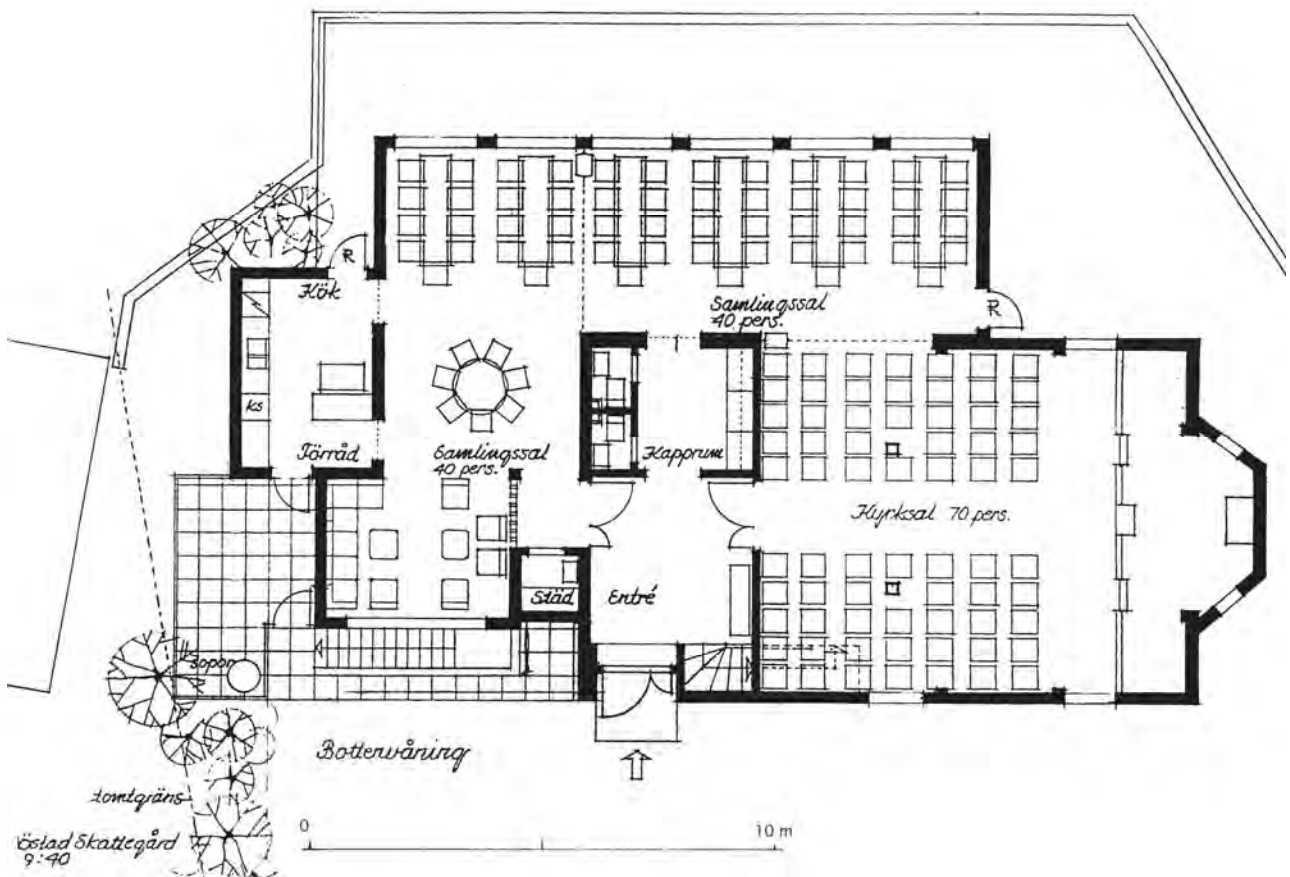 R
Kök
Samlingssal
40 pers.
R
ks
Förråd
Samlingssal
40 pers.
Kapprum
Kyrksal 70 pers.
Städ
Entré
sopor
Bottenvåning
tomtgräns
0
10 m
östad Skattegård
9:40